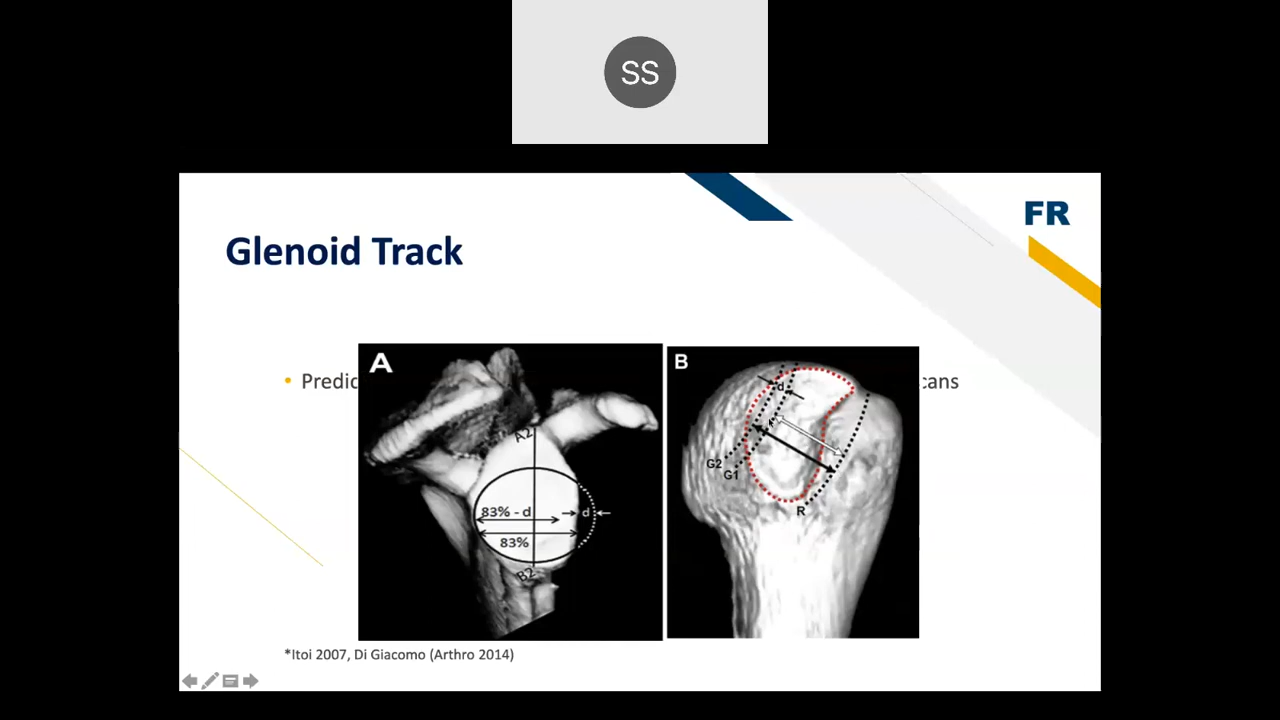 SS
FR
Glenoid Track
• Predic
cans
A
A2
83% - d
d
83%
B2
B
d
G2
G1
R
*Itoi 2007, Di Giacomo (Arthro 2014)